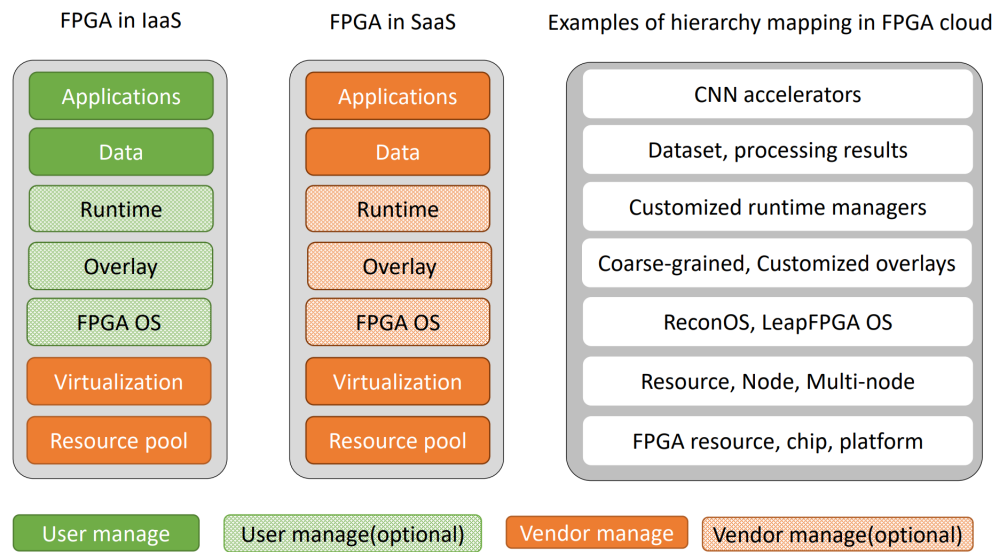 FPGA in IaaS
Applications
Data
Runtime
Overlay
FPGA OS
Virtualization
Resource pool
FPGA in SaaS
Applications
Data
Runtime
Overlay
FPGA OS
Virtualization
Resource pool
Examples of hierarchy mapping in FPGA cloud
CNN accelerators
Dataset, processing results
Customized runtime managers
Coarse-grained, Customized overlays
ReconOS, LeapFPGA OS
Resource, Node, Multi-node
FPGA resource, chip, platform
User manage
User manage(optional)
Vendor manage
Vendor manage(optional)